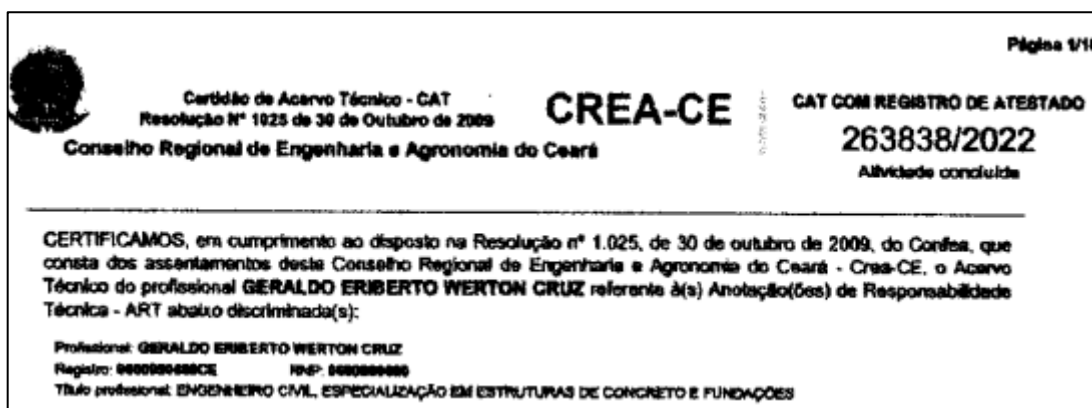 Página 1/18
Certidão de Acervo Técnico - CAT
Resolução Nº 1025 de 30 de Outubro de 2009
Conselho Regional de Engenharia e Agronomia do Ceará
CREA-CE
CAT COM REGISTRO DE ATESTADO
263838/2022
Atividade concluída
CERTIFICAMOS, em cumprimento ao disposto na Resolução nº 1.025, de 30 de outubro de 2009, do Confea, que
consta dos assentamentos deste Conselho Regional de Engenharia e Agronomia do Ceará - Crea-CE, o Acervo
Técnico do profissional GERALDO ERIBERTO WERTON CRUZ referente à(s) Anotação(ões) de Responsabilidade
Técnica - ART abaixo discriminada(s):
Profissional: GERALDO ERIBERTO WERTON CRUZ
Registro:
RNP:
Título profissional: ENGENHEIRO CIVIL, ESPECIALIZAÇÃO EM ESTRUTURAS DE CONCRETO E FUNDAÇÕES